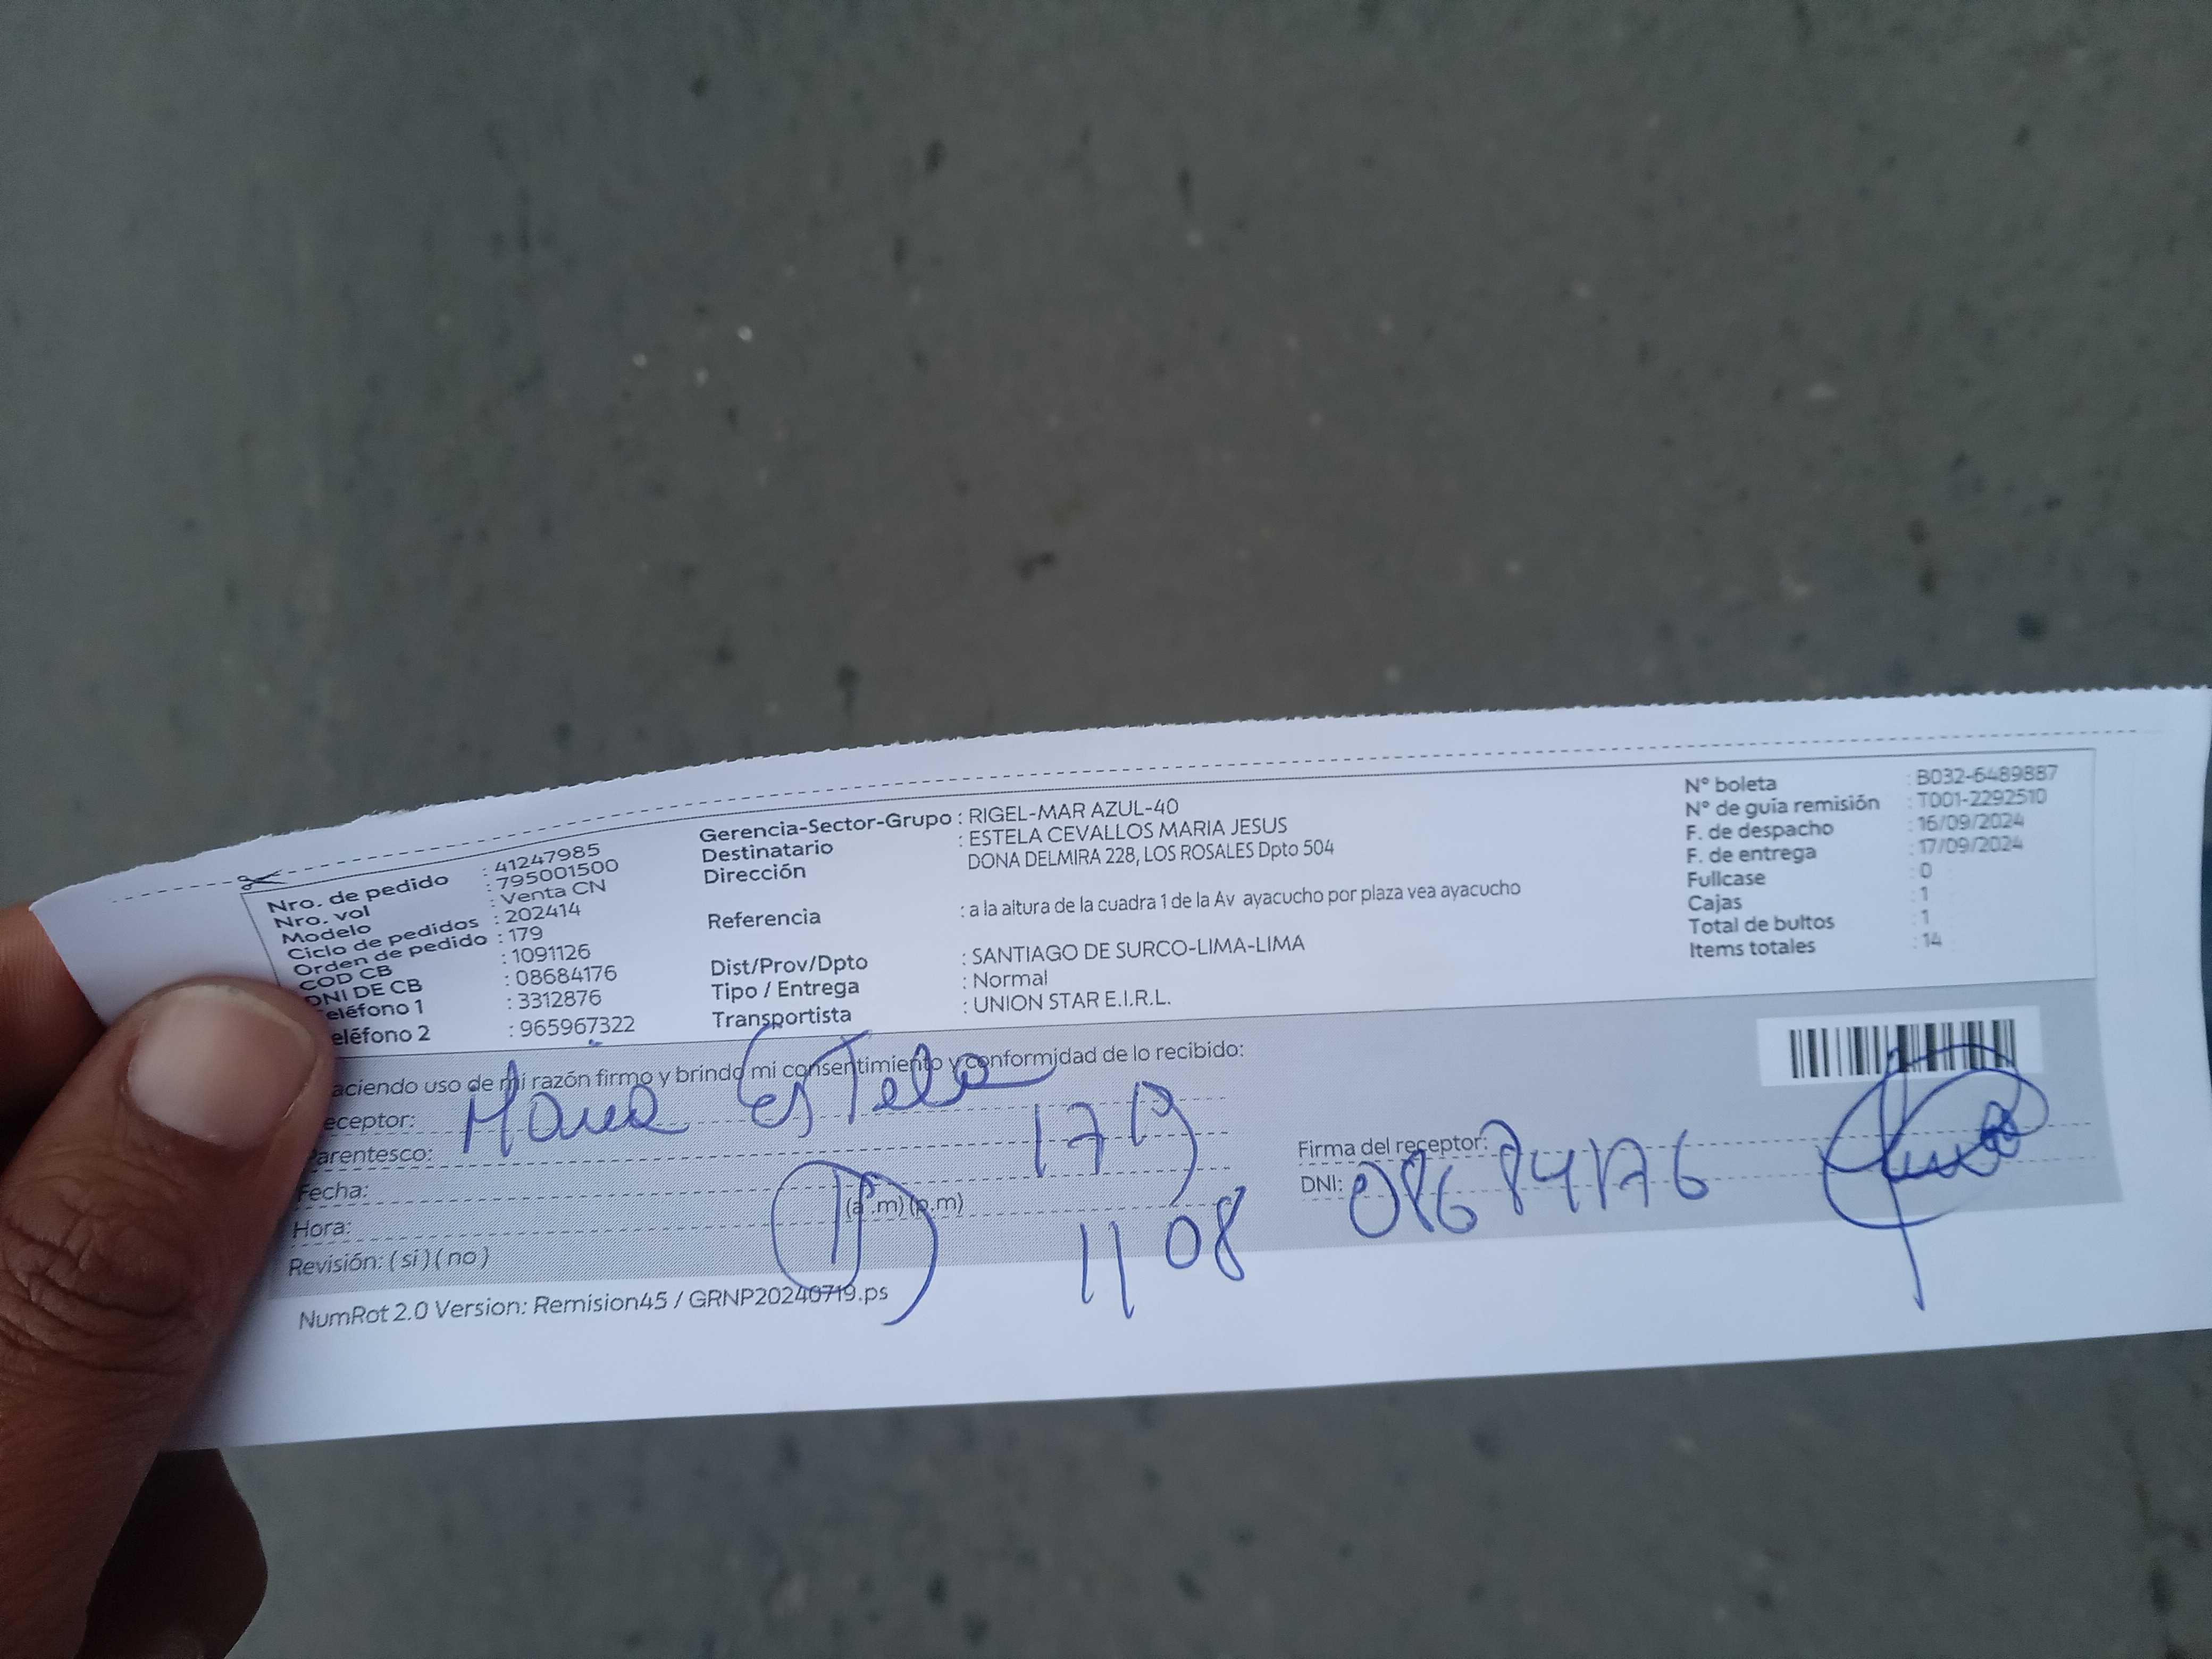 Nro. de pedido : 41247985
Nro. vol : 795001500
Modelo : Venta CN
Ciclo de pedidos : 202414
Orden de pedido : 179
COD CB : 1091126
DNI DE CB : 08684176
eléfono 1 : 3312876
eléfono 2 : 965967322
Gerencia-Sector-Grupo : RIGEL-MAR AZUL-40
Destinatario : ESTELA CEVALLOS MARIA JESUS
Dirección DONA DELMIRA 228, LOS ROSALES Dpto 504
Referencia : a la altura de la cuadra 1 de la Av ayacucho por plaza vea ayacucho
Dist/Prov/Dpto : SANTIAGO DE SURCO-LIMA-LIMA
Tipo / Entrega : Normal
Transportista : UNION STAR E.I.R.L.
N° boleta : B032-6489887
N° de guía remisión : T001-2292510
F. de despacho : 16/09/2024
F. de entrega : 17/09/2024
Fullcase : 0
Cajas : 1
Total de bultos : 1
Items totales : 14
aciendo uso de mi razón firmo y brindo mi consentimiento y conformidad de lo recibido:
eceptor: Maria Estela
arentesco:
Fecha: 17 9
Hora: (a.m) (p.m) 11 08
Revisión: ( si ) ( no )
Firma del receptor:
DNI: 08684176
NumRot 2.0 Version: Remision45 / GRNP20240719.ps